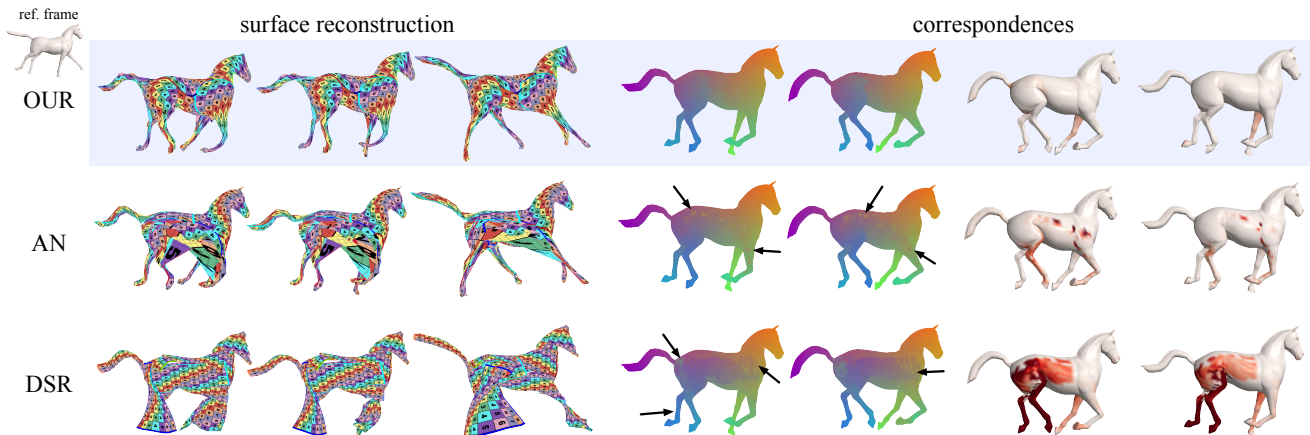 ref. frame
surface reconstruction
correspondences
OUR
AN
DSR